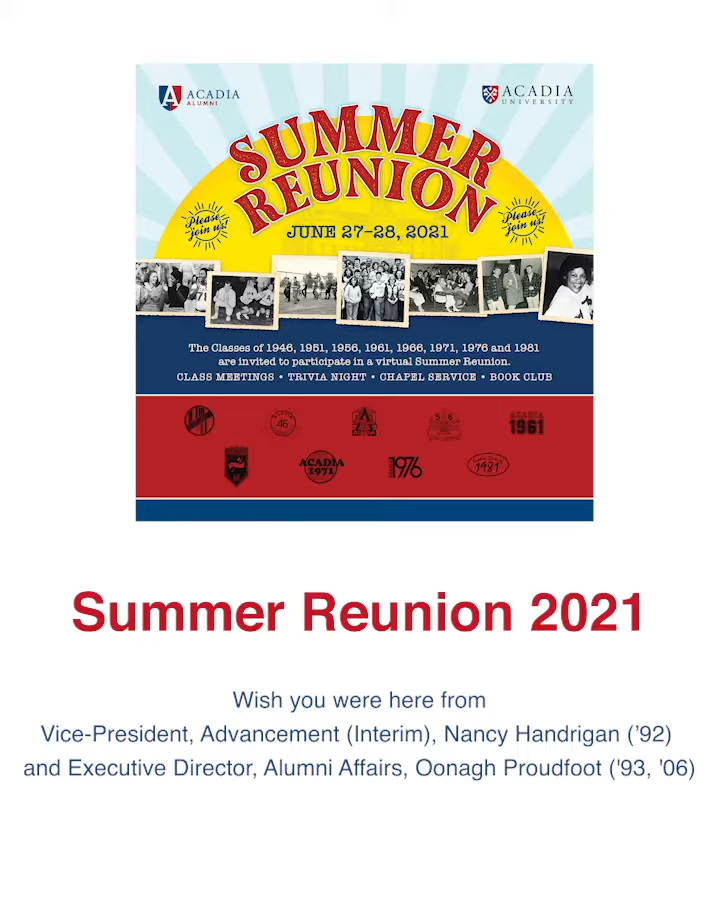 ACADIA
ALUMNI
ACADIA
UNIVERSITY
SUMMER
REUNION
Please
join us!
Please
join us!
JUNE 27–28, 2021
The Classes of 1946, 1951, 1956, 1961, 1966, 1971, 1976 and 1981
are invited to participate in a virtual Summer Reunion.
CLASS MEETINGS • TRIVIA NIGHT • CHAPEL SERVICE • BOOK CLUB
46
5 6
ACADIA
1961
ACADIA
1971
1976
1981
Summer Reunion 2021
Wish you were here from
Vice-President, Advancement (Interim), Nancy Handrigan ('92)
and Executive Director, Alumni Affairs, Oonagh Proudfoot ('93, '06)